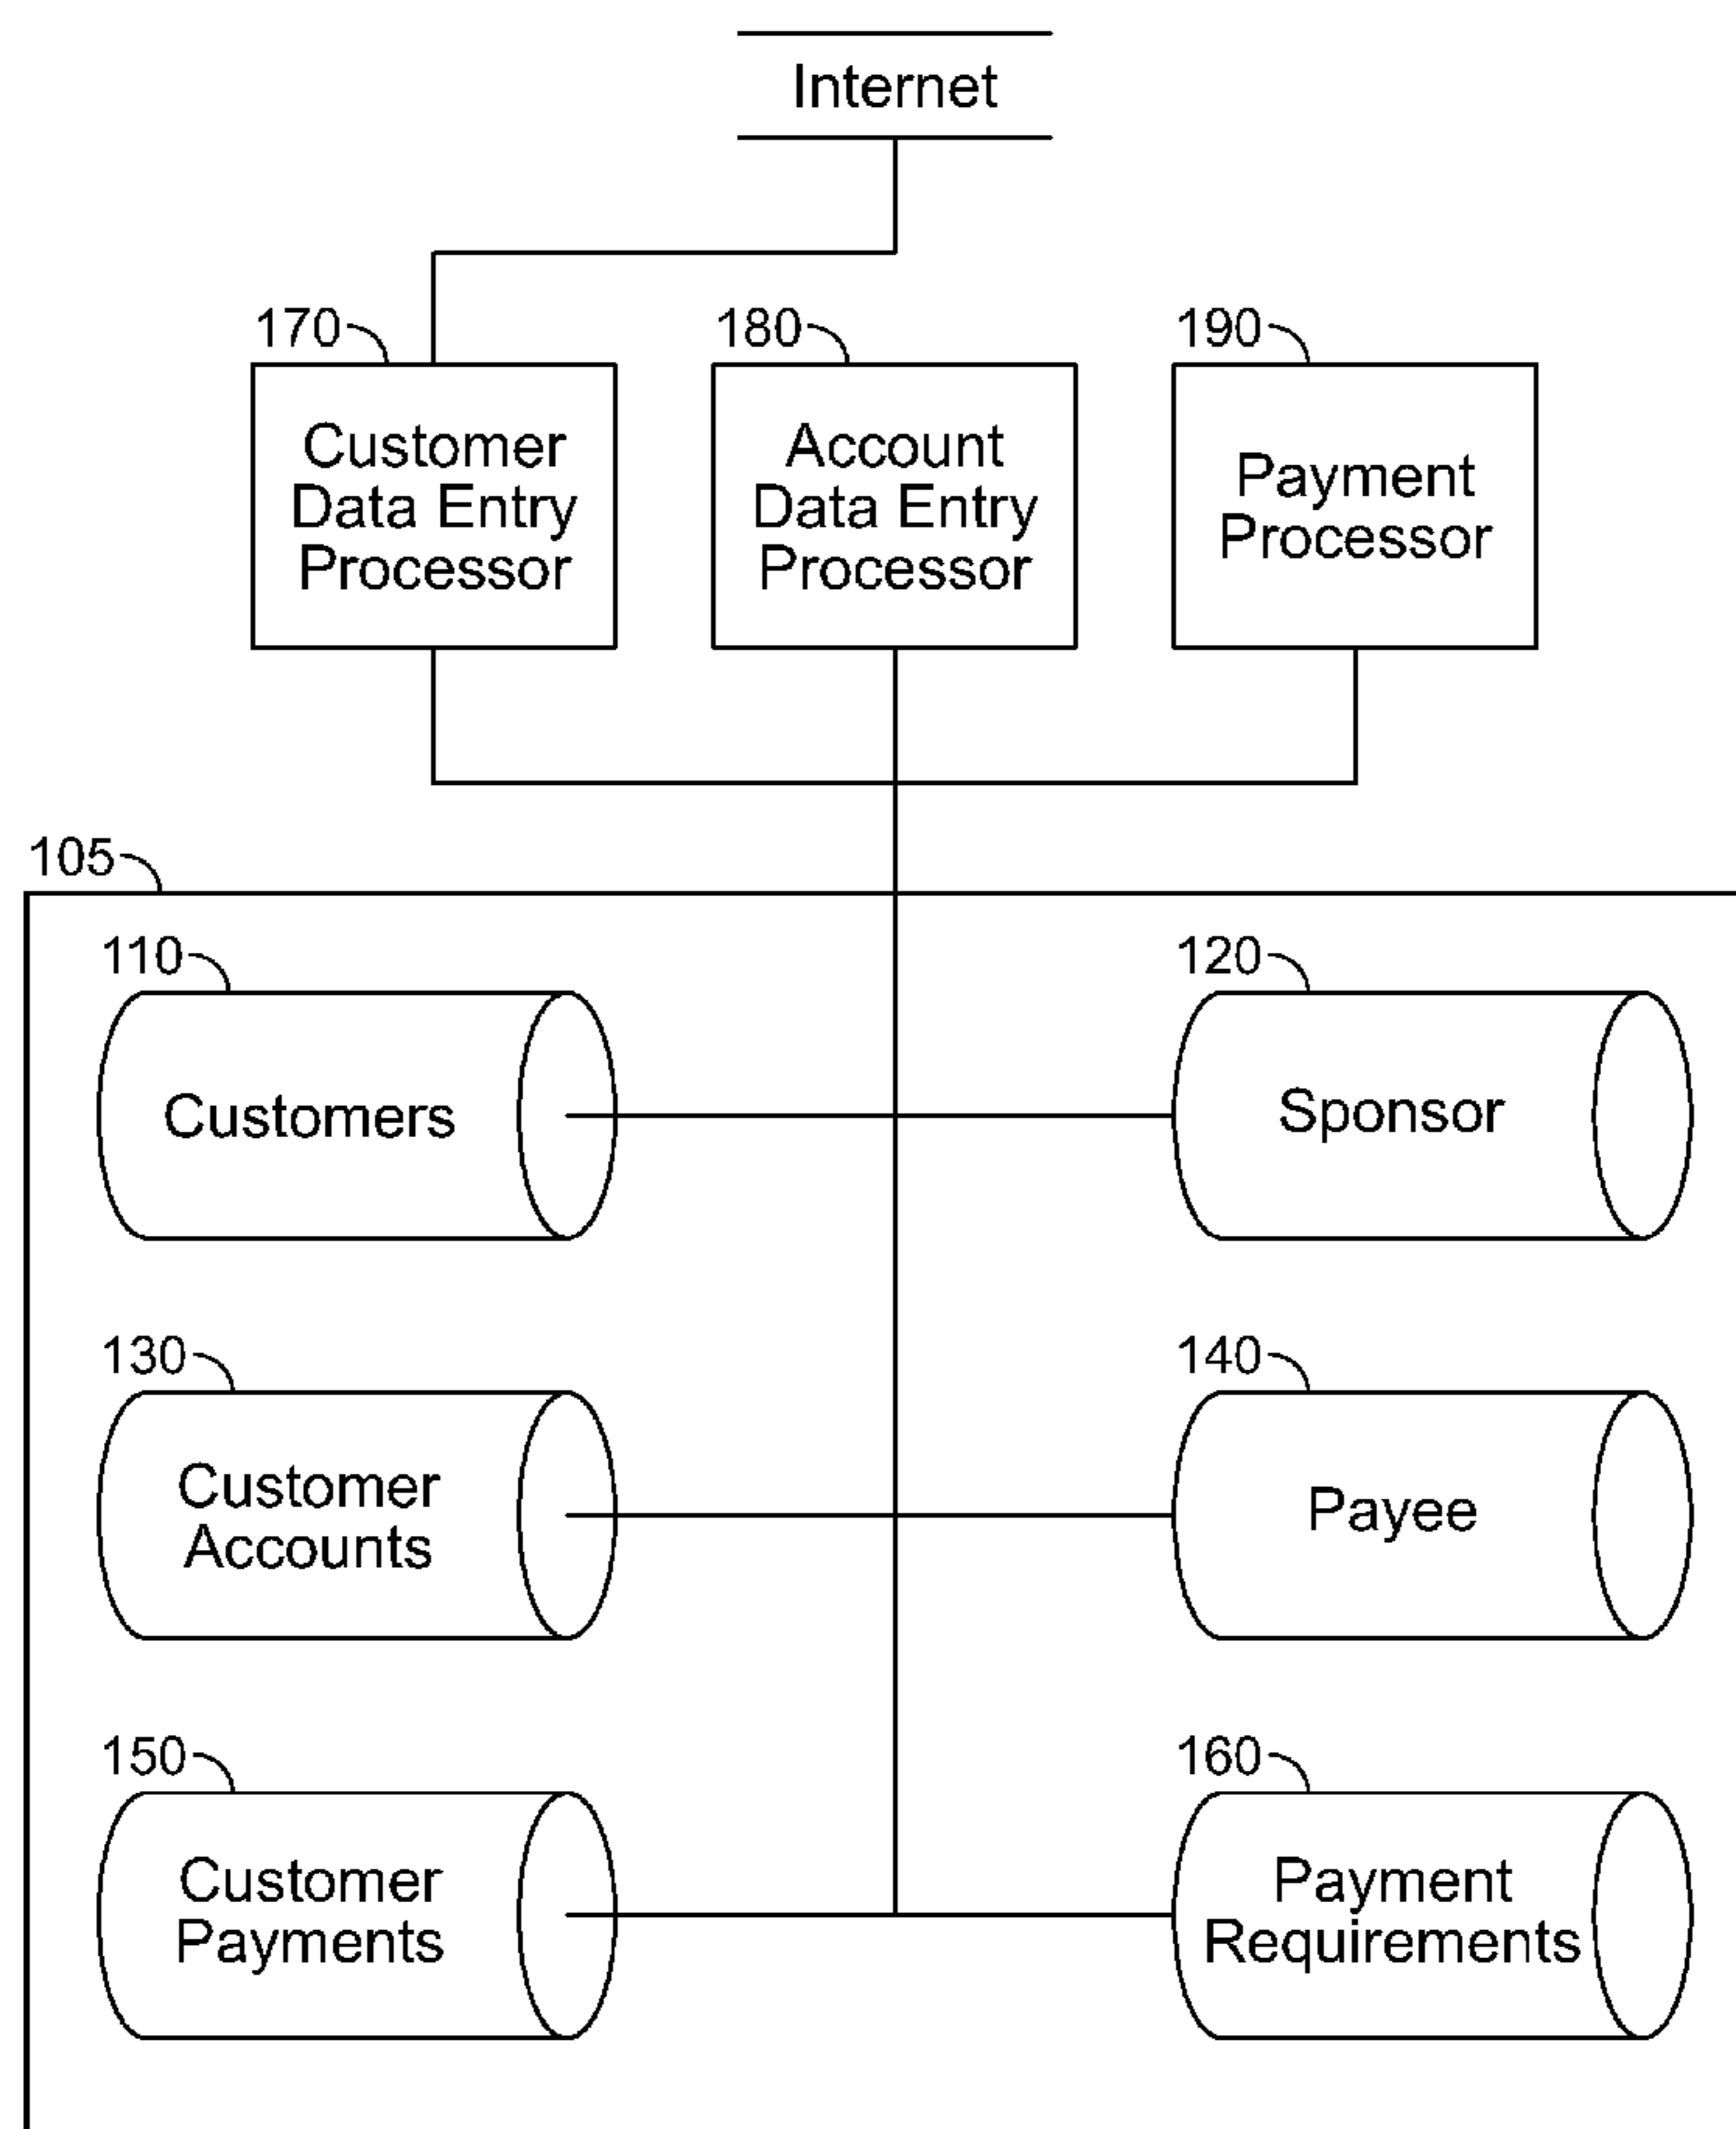 Internet
170
180
190
Customer
Data Entry
Processor
Account
Data Entry
Processor
Payment
Processor
105
110
120
Customers
Sponsor
130
140
Customer
Accounts
Payee
150
160
Customer
Payments
Payment
Requirements